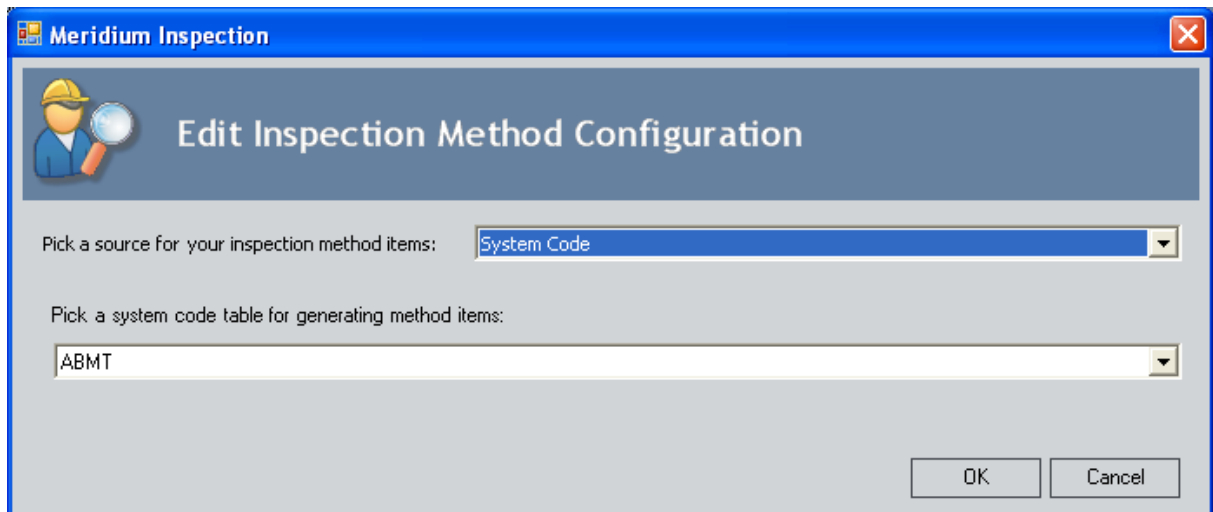 Meridium Inspection
Edit Inspection Method Configuration
Pick a source for your inspection method items: System Code
Pick a system code table for generating method items:
ABMT
OK Cancel